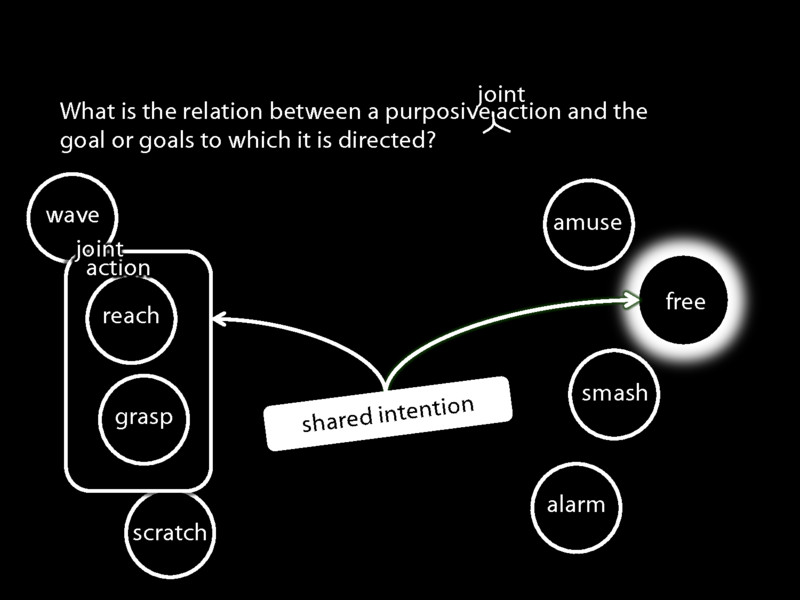 joint
What is the relation between a purposive action and the
goal or goals to which it is directed?
wave
joint
action
reach
grasp
scratch
shared intention
amuse
free
smash
alarm